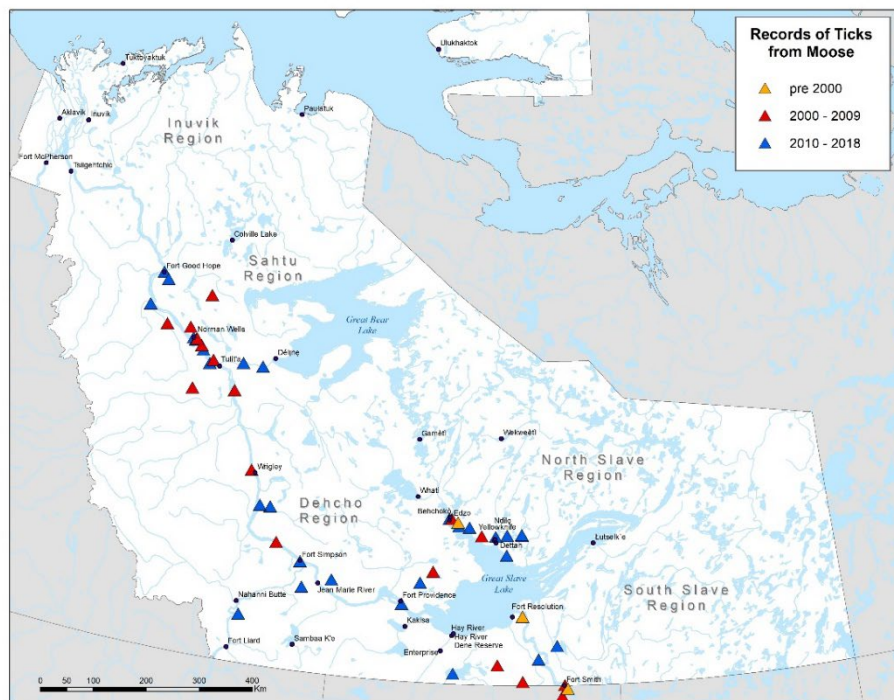 Records of Ticks
from Moose
pre 2000
2000 - 2009
2010 - 2018
Ulukhaktok
Tuktoyaktuk
Aklavik
Inuvik
Paulatuk
Inuvik
Region
Fort McPherson
Tsiigehtchic
Colville Lake
Fort Good Hope
Sahtu
Region
Great Bear
Lake
Norman Wells
Tulit'a
Délįnę
Gamètì
Wekweètì
North Slave
Region
Wrigley
Whatì
Dehcho
Region
Behchokò
Edzo
Ndilo
Yellowknife
Dettah
Łutselk'e
Fort Simpson
Great Slave
Lake
Jean Marie River
South Slave
Region
Nahanni Butte
Fort Providence
Fort Resolution
Kakisa
Hay River
Hay River
Dene Reserve
Fort Liard
Sambaa K'e
Enterprise
Fort Smith
0 50 100 200 300 400
Km